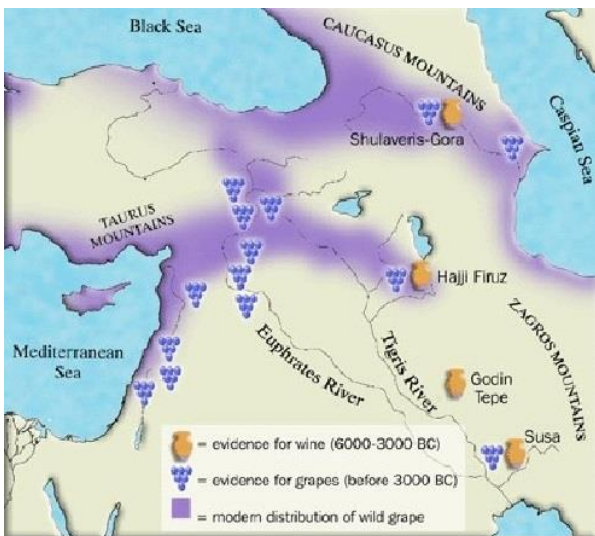 Black Sea
CAUCASUS MOUNTAINS
Caspian Sea
Shulaveris-Gora
TAURUS
MOUNTAINS
Hajji Firuz
ZAGROS MOUNTAINS
Mediterranean
Sea
Euphrates River
Tigris River
Godin
Tepe
Susa
= evidence for wine (6000-3000 BC)
= evidence for grapes (before 3000 BC)
= modern distribution of wild grape